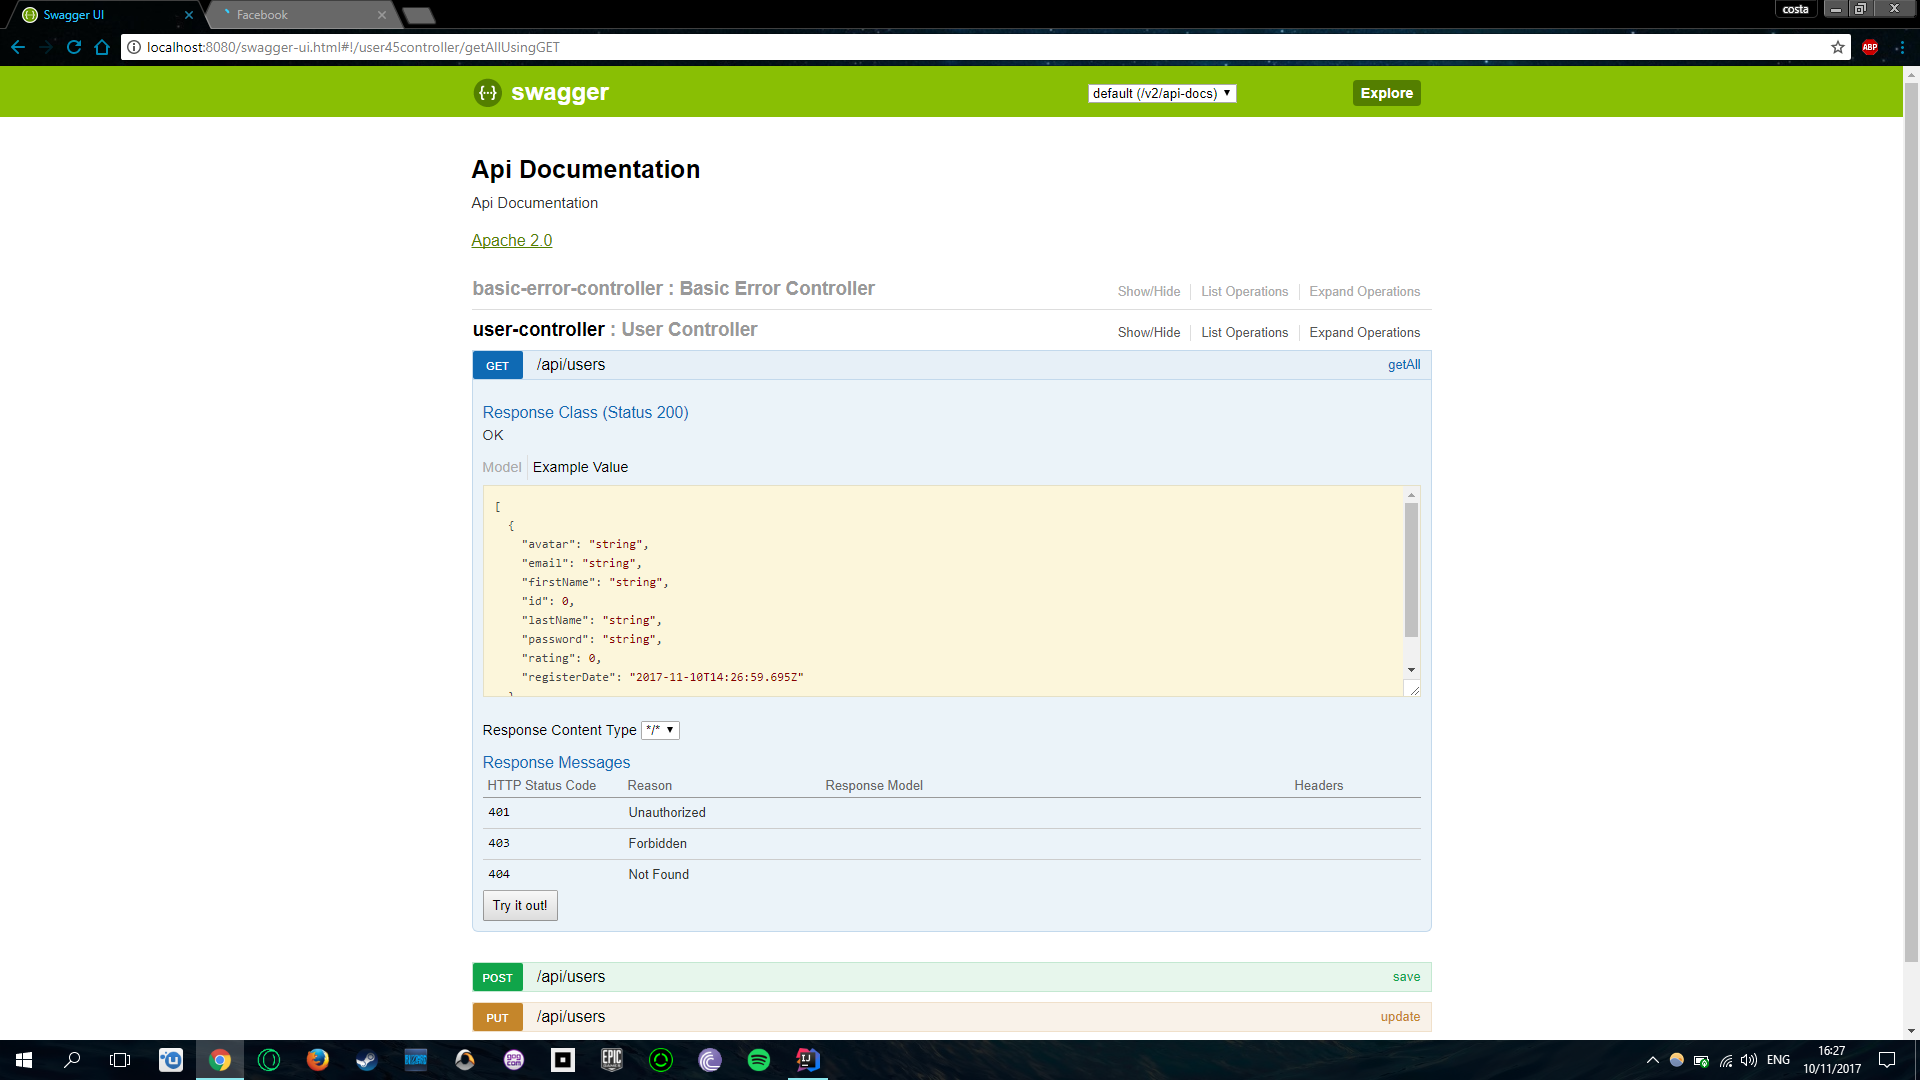 Swagger UI
Facebook
costa
localhost:8080/swagger-ui.html#!/user45controller/getAllUsingGET
ABP
{···} swagger
default (/v2/api-docs)
Explore
Api Documentation
Api Documentation
Apache 2.0
basic-error-controller : Basic Error Controller
Show/Hide List Operations Expand Operations
user-controller : User Controller
Show/Hide List Operations Expand Operations
GET /api/users getAll
Response Class (Status 200)
OK
Model Example Value
[
{
"avatar": "string",
"email": "string",
"firstName": "string",
"id": 0,
"lastName": "string",
"password": "string",
"rating": 0,
"registerDate": "2017-11-10T14:26:59.695Z"
}
Response Content Type */*
Response Messages
HTTP Status Code Reason Response Model Headers
401 Unauthorized
403 Forbidden
404 Not Found
Try it out!
POST /api/users save
PUT /api/users update
gog
com
EPIC
GAMES
IJ
ENG
16:27
10/11/2017